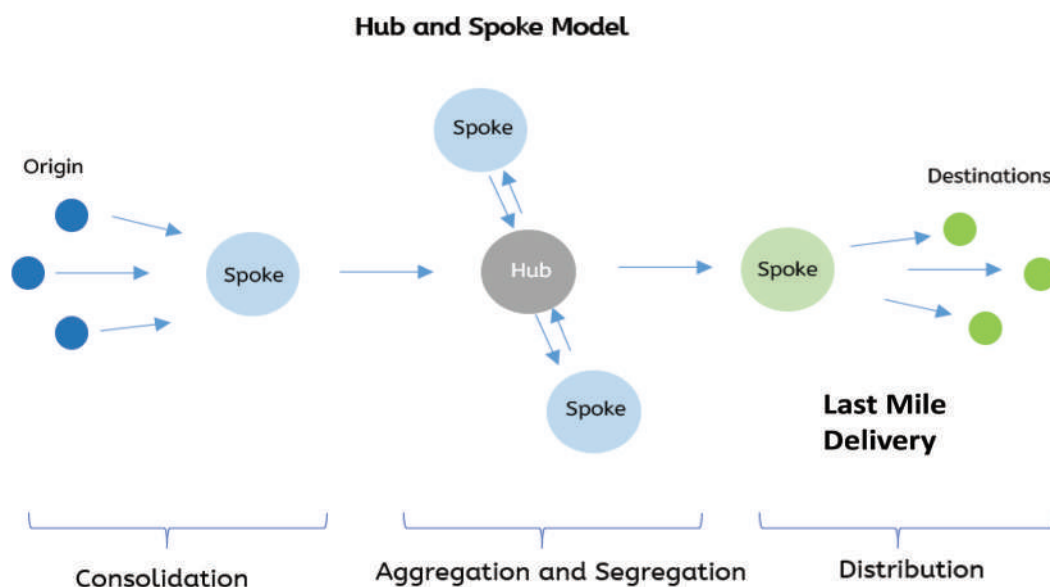 Hub and Spoke Model
Spoke
Origin
Destinations
Spoke
Hub
Spoke
Spoke
Last Mile
Delivery
Consolidation
Aggregation and Segregation
Distribution